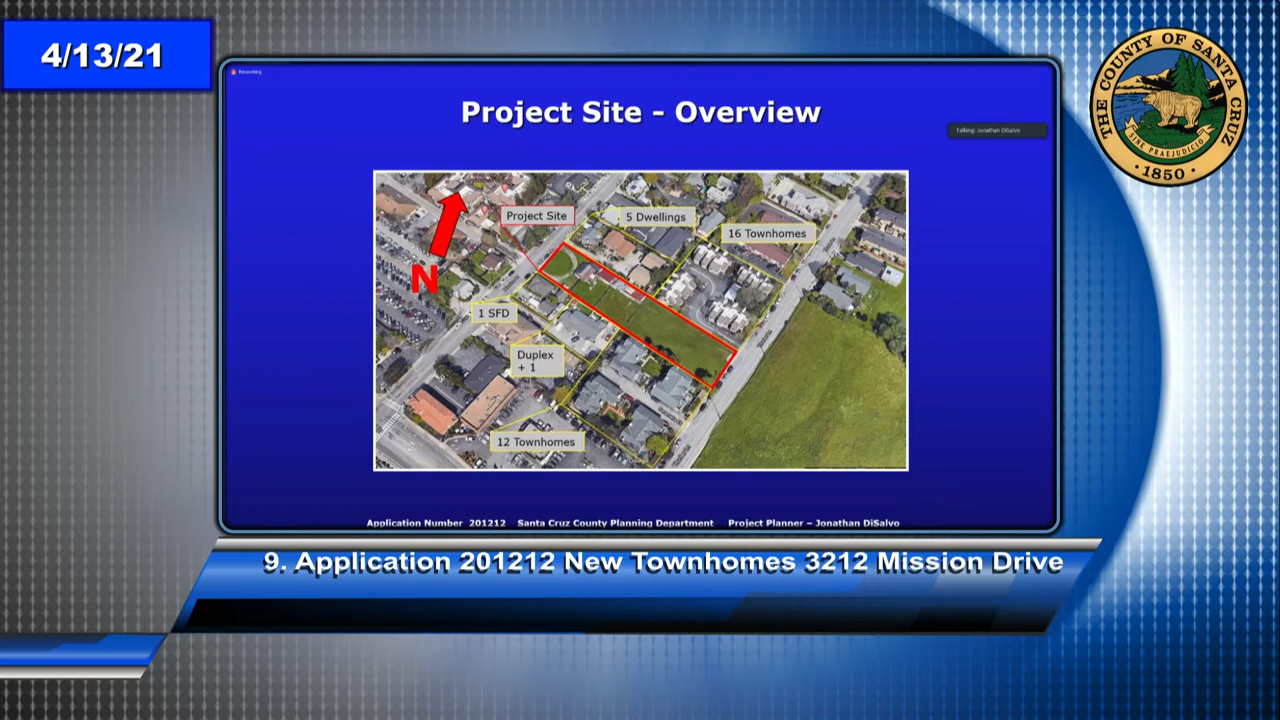 4/13/21
Recording
Project Site - Overview
Talking: Jonathan DiSalvo
THE COUNTY OF SANTA CRUZ
SINE PRAEJUDICIO
• 1850 •
Project Site
5 Dwellings
16 Townhomes
N
1 SFD
Duplex
+ 1
12 Townhomes
Application Number 201212 Santa Cruz County Planning Department Project Planner – Jonathan DiSalvo
9. Application 201212 New Townhomes 3212 Mission Drive